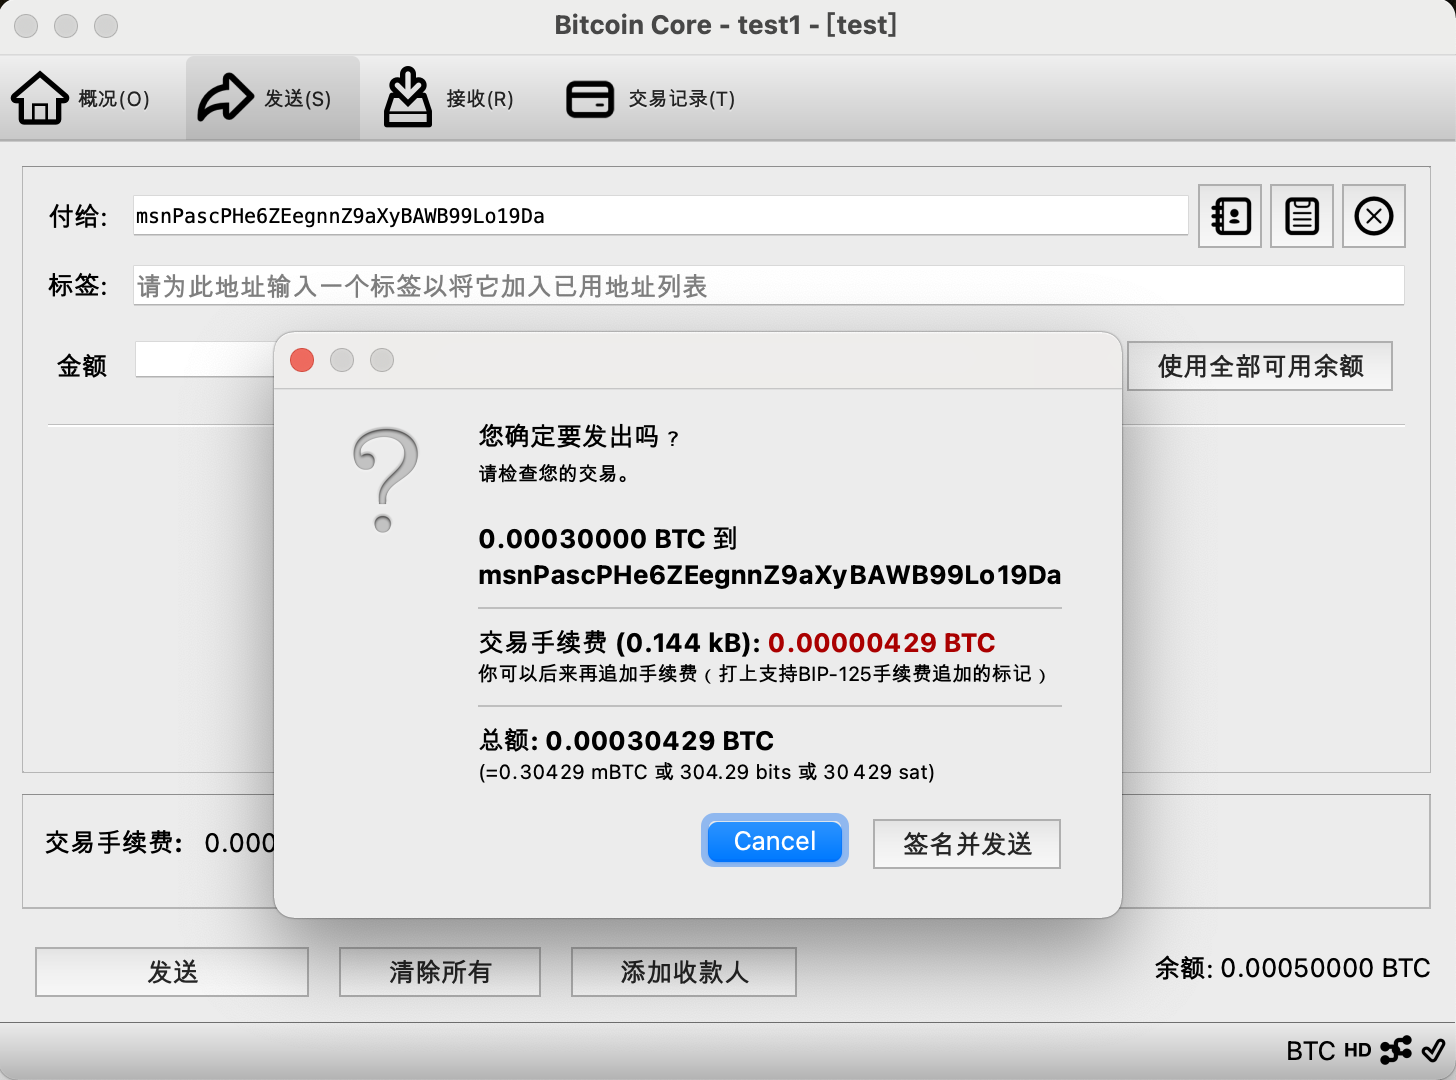 Bitcoin Core - test1 - [test]
概况(O)
发送(S)
接收(R)
交易记录(T)
付给:
msnPascPHe6ZEegnnZ9aXyBAWB99Lo19Da
标签:
请为此地址输入一个标签以将它加入已用地址列表
金额
使用全部可用余额
您确定要发出吗？
请检查您的交易。
0.00030000 BTC 到
msnPascPHe6ZEegnnZ9aXyBAWB99Lo19Da
交易手续费 (0.144 kB): 0.00000429 BTC
你可以后来再追加手续费（打上支持BIP-125手续费追加的标记）
总额: 0.00030429 BTC
(=0.30429 mBTC 或 304.29 bits 或 30 429 sat)
Cancel
签名并发送
交易手续费: 0.000
发送
清除所有
添加收款人
余额: 0.00050000 BTC
BTC HD